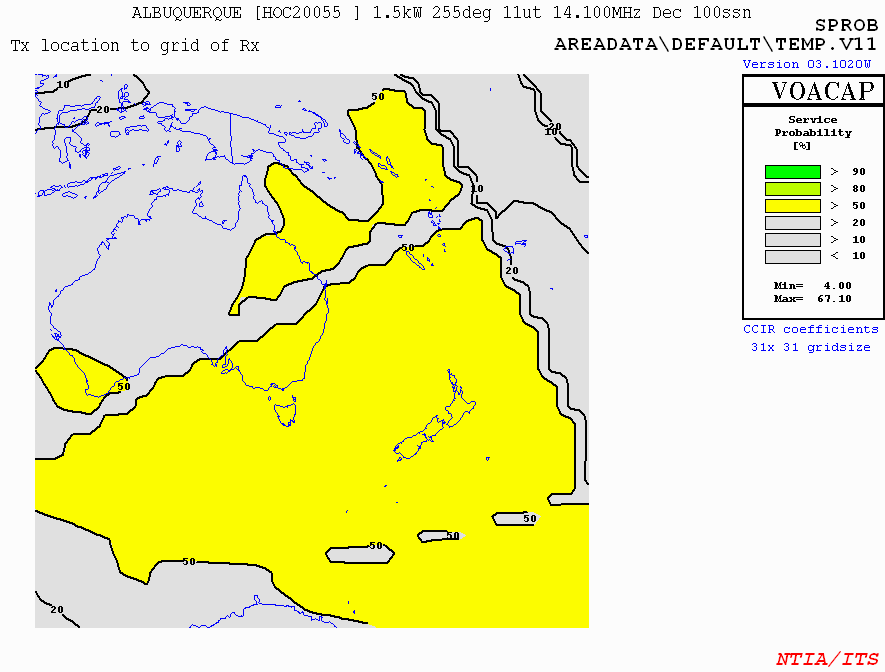 ALBUQUERQUE [HOC20055 ] 1.5kW 255deg 11ut 14.100MHz Dec 100ssn
SPROB
Tx location to grid of Rx
AREADATA\DEFAULT\TEMP.V11
Version 03.1020W
VOACAP
Service
Probability
[%]
> 90
> 80
> 50
> 20
> 10
< 10
Min= 4.00
Max= 67.10
CCIR coefficients
31x 31 gridsize
10
20
50
20
10
10
50
20
50
50
50
50
50
20
NTIA/ITS